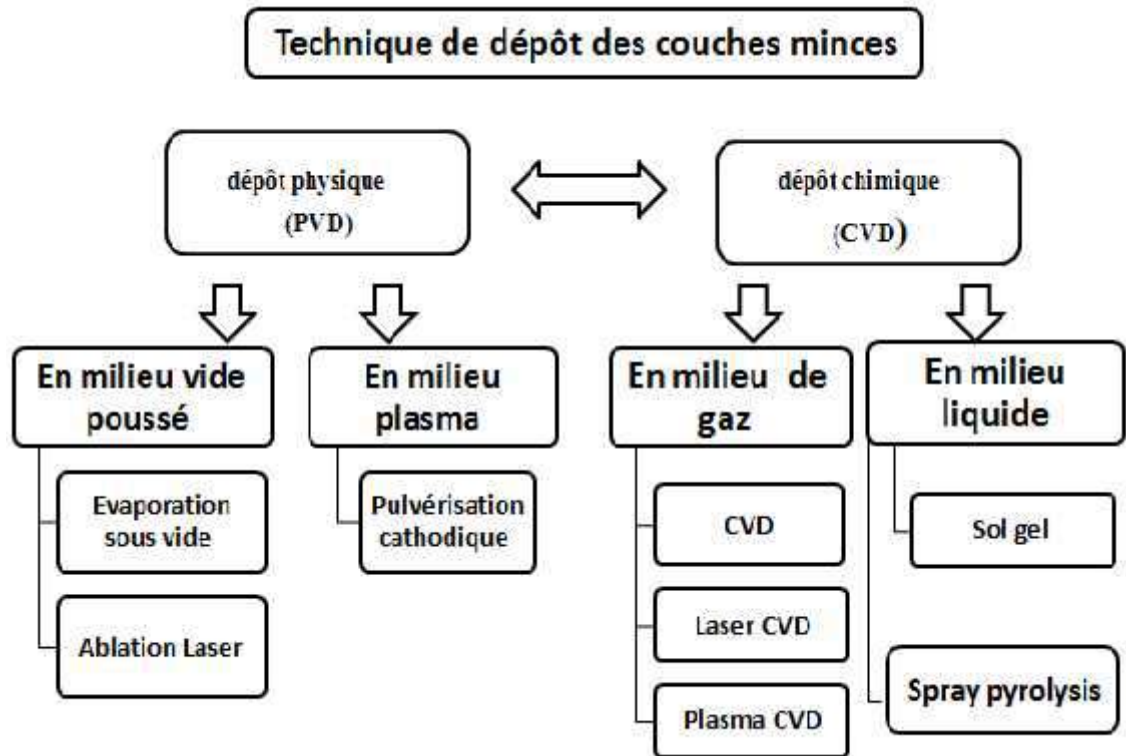 Technique de dépôt des couches minces
dépôt physique
(PVD)
dépôt chimique
(CVD)
En milieu vide
poussé
Evaporation
sous vide
Ablation Laser
En milieu
plasma
Pulvérisation
cathodique
En milieu de
gaz
CVD
Laser CVD
Plasma CVD
En milieu
liquide
Sol gel
Spray pyrolysis